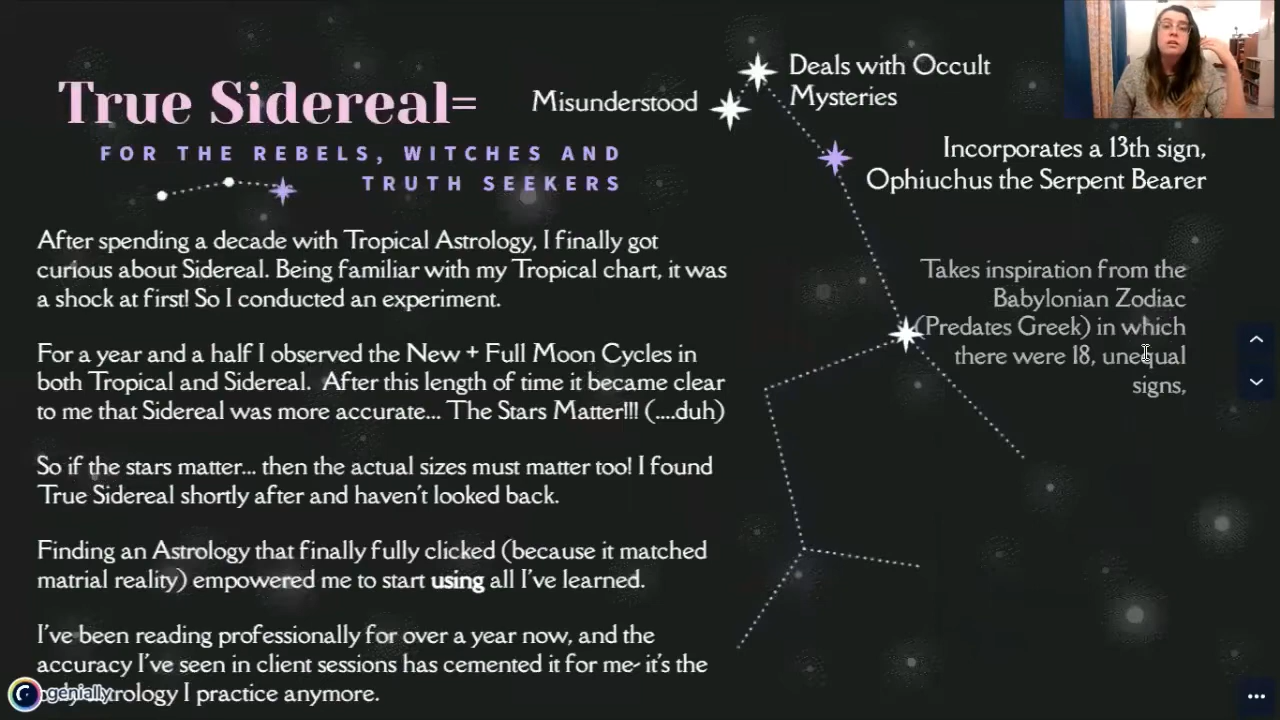 True Sidereal=
FOR THE REBELS, WITCHES AND
TRUTH SEEKERS
Misunderstood
Deals with Occult
Mysteries
Incorporates a 13th sign,
Ophiuchus the Serpent Bearer
Takes inspiration from the
Babylonian Zodiac
(Predates Greek) in which
there were 18, unequal
signs,
After spending a decade with Tropical Astrology, I finally got
curious about Sidereal. Being familiar with my Tropical chart, it was
a shock at first! So I conducted an experiment.
For a year and a half I observed the New + Full Moon Cycles in
both Tropical and Sidereal. After this length of time it became clear
to me that Sidereal was more accurate... The Stars Matter!!! (....duh)
So if the stars matter... then the actual sizes must matter too! I found
True Sidereal shortly after and haven't looked back.
Finding an Astrology that finally fully clicked (because it matched
matrial reality) empowered me to start using all I've learned.
I've been reading professionally for over a year now, and the
accuracy I've seen in client sessions has cemented it for me- it's the
I practice anymore.
genially